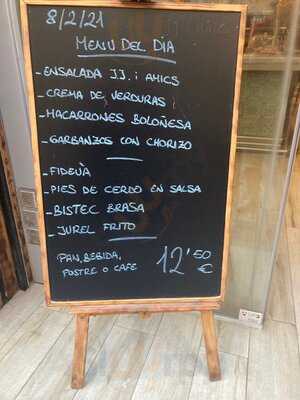 8/2/21
MENU DEL DIA
- ENSALADA J.J. i AMICS
- CREMA DE VERDURAS
- MACARRONES BOLOÑESA
- GARBANZOS CON CHORIZO
- FIDEUÀ
- PIES DE CERDO EN SALSA
- BISTEC BRASA
- JUREL FRITO
PAN, BEBIDA,
POSTRE O CAFE
12'50 €